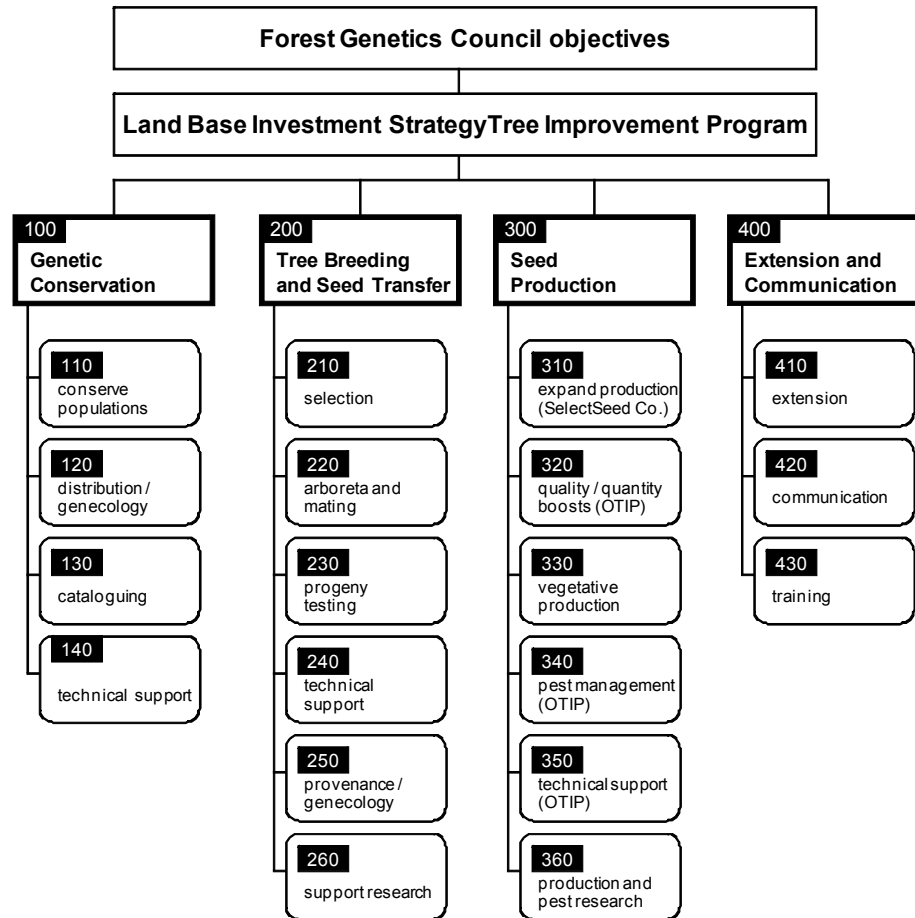 Forest Genetics Council objectives
Land Base Investment StrategyTree Improvement Program
100
Genetic
Conservation
110
conserve
populations
120
distribution /
genecology
130
cataloguing
140
technical support
200
Tree Breeding
and Seed Transfer
210
selection
220
arboreta and
mating
230
progeny
testing
240
technical
support
250
provenance /
genecology
260
support research
300
Seed
Production
310
expand production
(SelectSeed Co.)
320
quality / quantity
boosts (OTIP)
330
vegetative
production
340
pest management
(OTIP)
350
technical support
(OTIP)
360
production and
pest research
400
Extension and
Communication
410
extension
420
communication
430
training